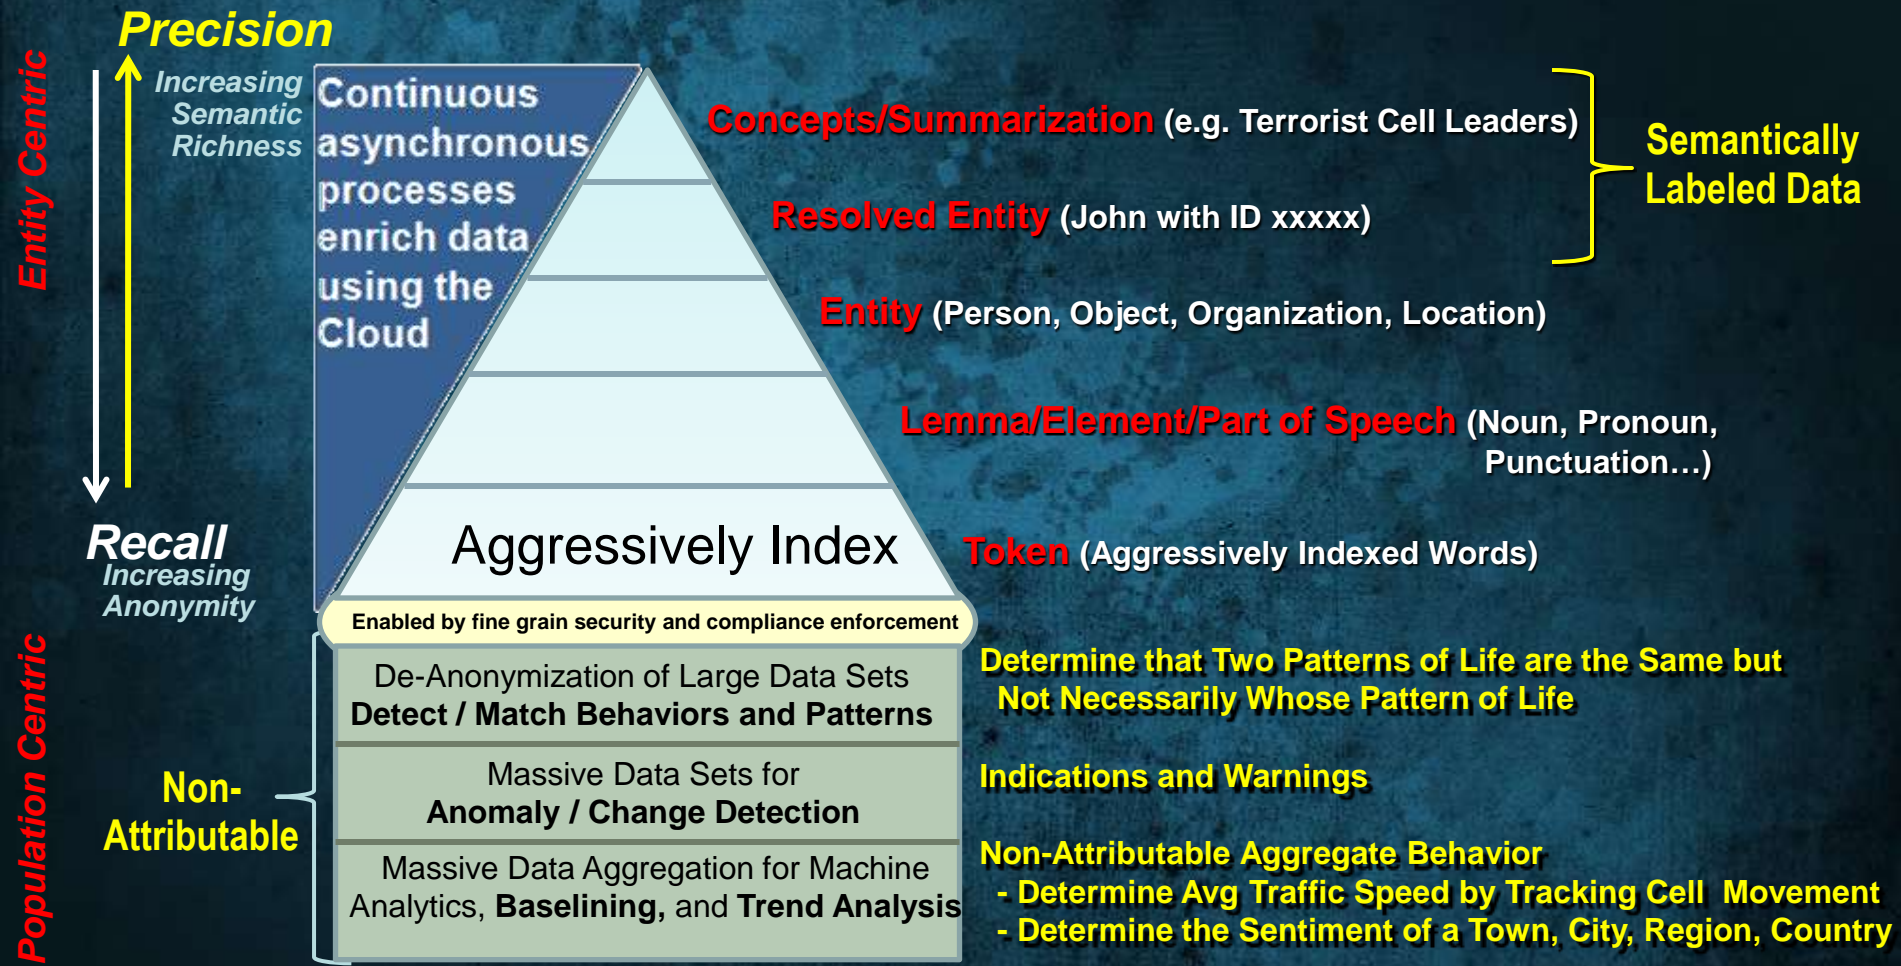 Precision
Increasing
Semantic
Richness
Entity Centric
Continuous
asynchronous
processes
enrich data
using the
Cloud
Concepts/Summarization (e.g. Terrorist Cell Leaders)
Resolved Entity (John with ID xxxxx)
Semantically
Labeled Data
Entity (Person, Object, Organization, Location)
Lemma/Element/Part of Speech (Noun, Pronoun,
Punctuation…)
Recall
Increasing
Anonymity
Aggressively Index
Token (Aggressively Indexed Words)
Enabled by fine grain security and compliance enforcement
Population Centric
Non-
Attributable
De-Anonymization of Large Data Sets
Detect / Match Behaviors and Patterns
Determine that Two Patterns of Life are the Same but
Not Necessarily Whose Pattern of Life
Massive Data Sets for
Anomaly / Change Detection
Indications and Warnings
Massive Data Aggregation for Machine
Analytics, Baselining, and Trend Analysis
Non-Attributable Aggregate Behavior
- Determine Avg Traffic Speed by Tracking Cell Movement
- Determine the Sentiment of a Town, City, Region, Country